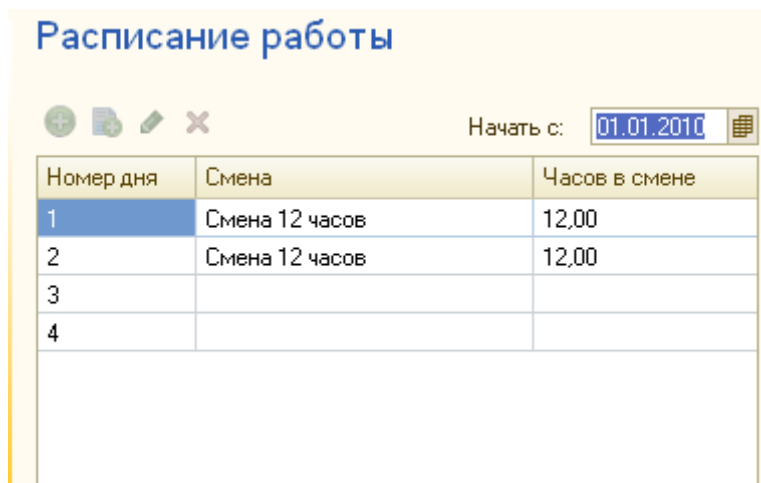 Расписание работы
Начать с: 01.01.2010
Номер дня Смена Часов в смене
1 Смена 12 часов 12,00
2 Смена 12 часов 12,00
3
4